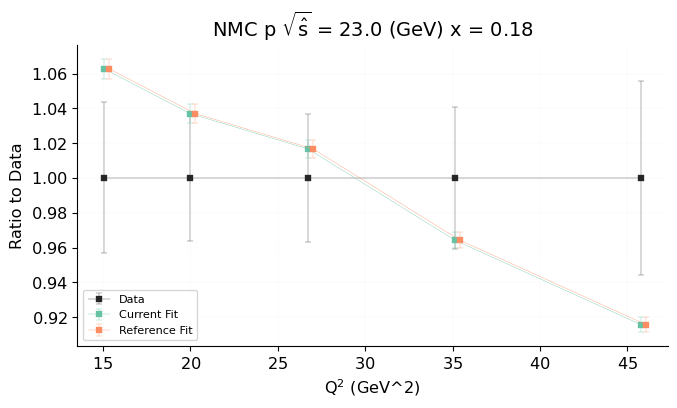 NMC p √ŝ = 23.0 (GeV) x = 0.18
Ratio to Data
1.06
1.04
1.02
1.00
0.98
0.96
0.94
0.92
Data
Current Fit
Reference Fit
15 20 25 30 35 40 45
Q² (GeV^2)